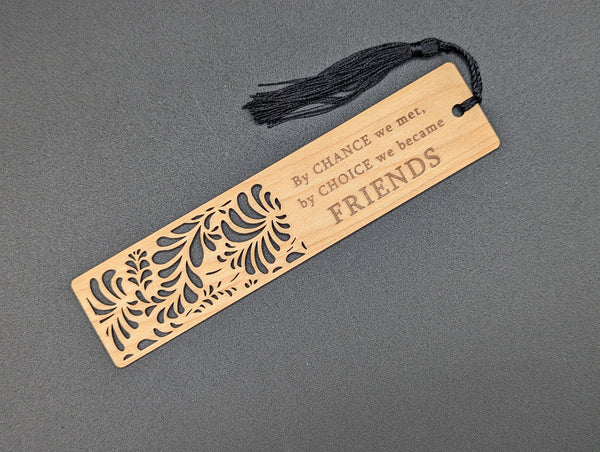 By CHANCE we met,
by CHOICE we became
FRIENDS